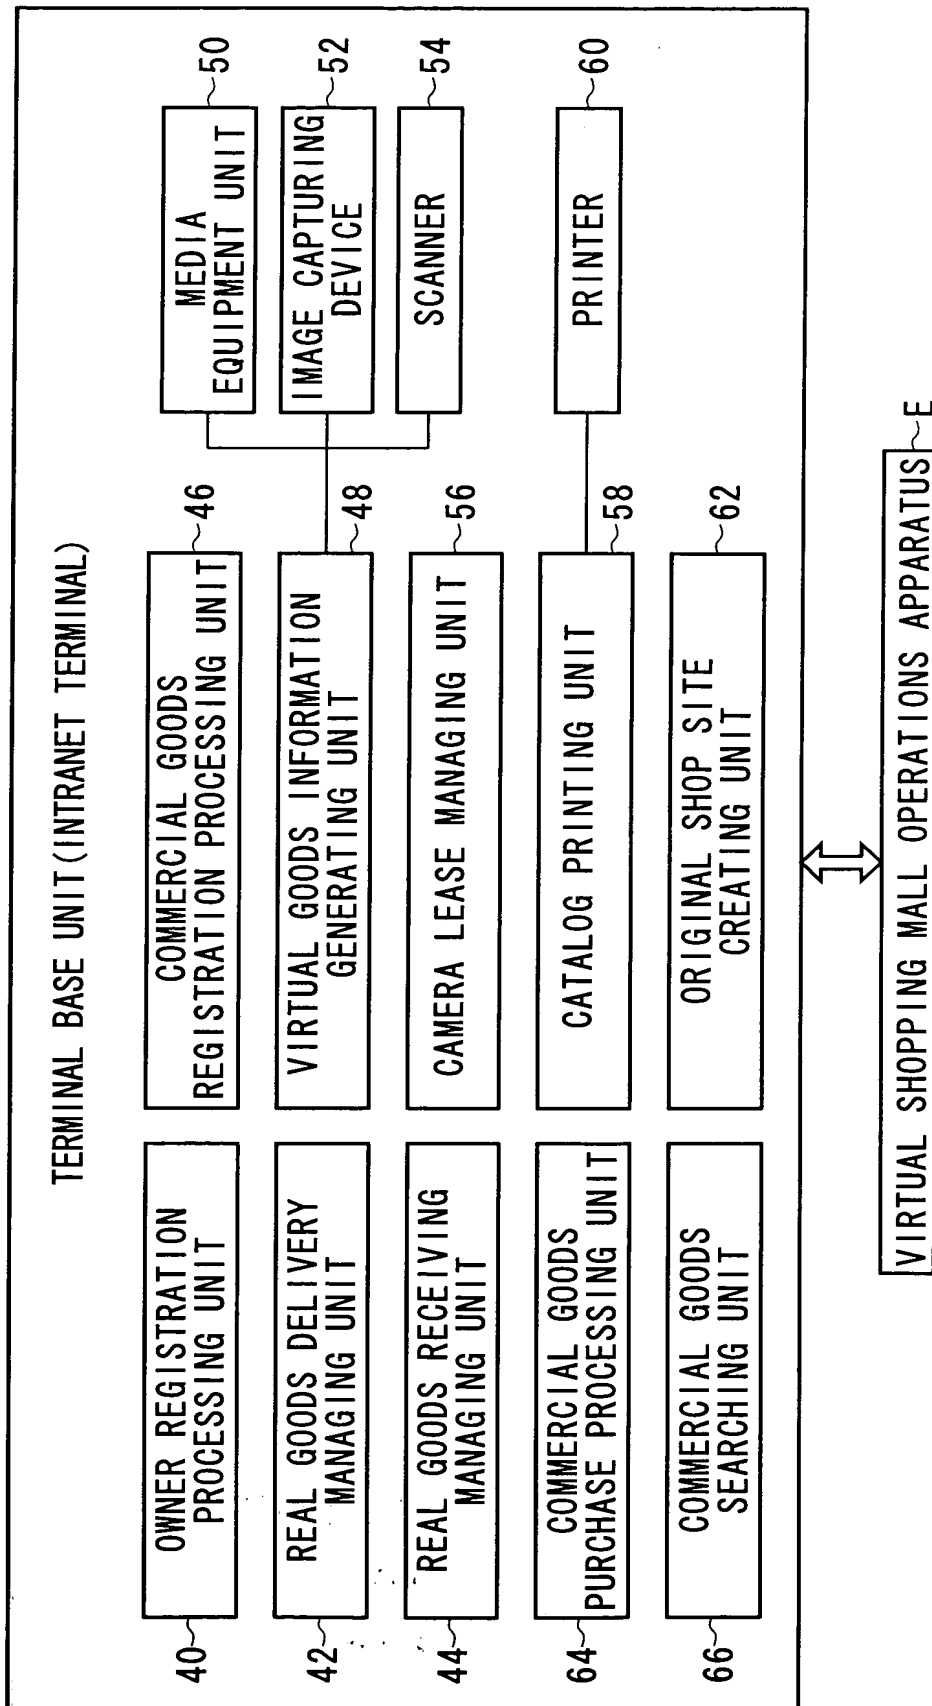 TERMINAL BASE UNIT(INTRANET TERMINAL)
40
OWNER REGISTRATION
PROCESSING UNIT
42
REAL GOODS DELIVERY
MANAGING UNIT
44
REAL GOODS RECEIVING
MANAGING UNIT
64
COMMERCIAL GOODS
PURCHASE PROCESSING UNIT
66
COMMERCIAL GOODS
SEARCHING UNIT
COMMERCIAL GOODS
REGISTRATION PROCESSING UNIT
46
VIRTUAL GOODS INFORMATION
GENERATING UNIT
48
CAMERA LEASE MANAGING UNIT
56
CATALOG PRINTING UNIT
58
ORIGINAL SHOP SITE
CREATING UNIT
62
MEDIA
EQUIPMENT UNIT
50
IMAGE CAPTURING
DEVICE
52
SCANNER
54
PRINTER
60
VIRTUAL SHOPPING MALL OPERATIONS APPARATUS
E